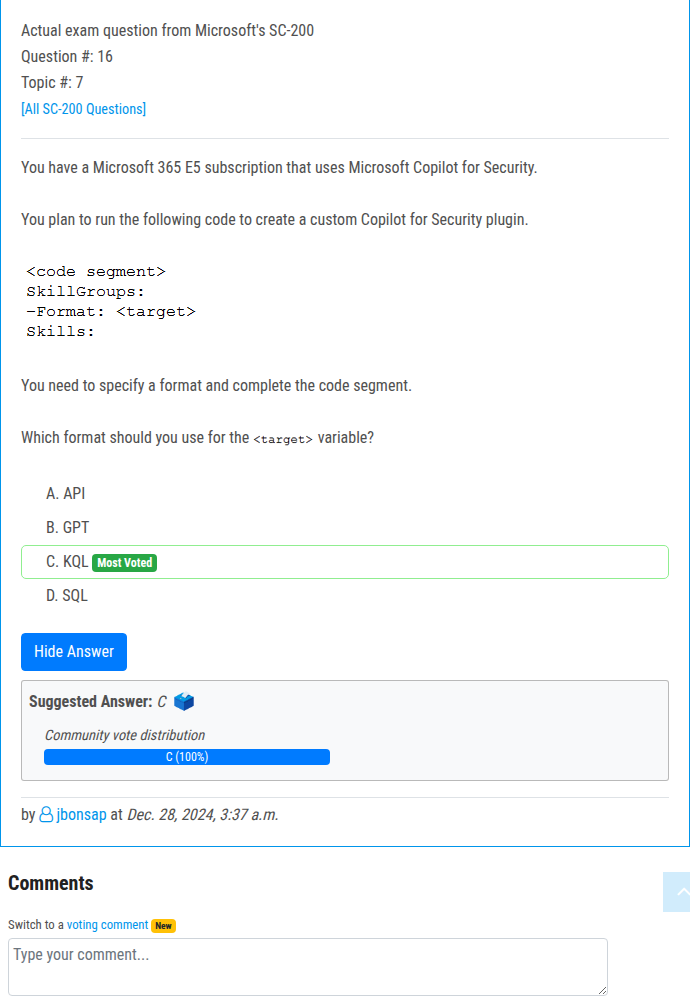 Actual exam question from Microsoft's SC-200
Question #: 16
Topic #: 7
[All SC-200 Questions]
You have a Microsoft 365 E5 subscription that uses Microsoft Copilot for Security.
You plan to run the following code to create a custom Copilot for Security plugin.
<code segment>
SkillGroups:
-Format: <target>
Skills:
You need to specify a format and complete the code segment.
Which format should you use for the <target> variable?
A. API
B. GPT
C. KQL Most Voted
D. SQL
Hide Answer
Suggested Answer: C
Community vote distribution
C (100%)
by jbonsap at Dec. 28, 2024, 3:37 a.m.
Comments
Switch to a voting comment New
Type your comment...